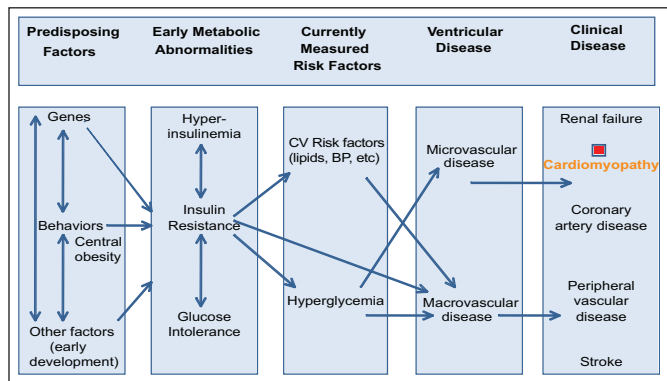 Predisposing
Factors
Early Metabolic
Abnormalities
Currently
Measured
Risk Factors
Ventricular
Disease
Clinical
Disease
Genes
Behaviors
Central
obesity
Other factors
(early
development)
Hyper-
insulinemia
Insulin
Resistance
Glucose
Intolerance
CV Risk factors
(lipids, BP, etc)
Hyperglycemia
Microvascular
disease
Macrovascular
disease
Renal failure
Cardiomyopathy
Coronary
artery disease
Peripheral
vascular
disease
Stroke